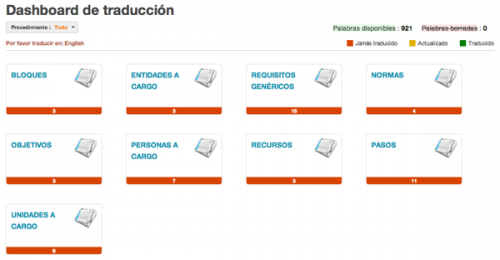 Dashboard de traducción
Procedimiento : Todo
Palabras disponibles : 921 Palabras borradas : 0
Por favor traducir en: English
Jamás traducido Actualizado Traducido
BLOQUES
3
ENTIDADES A
CARGO
3
REQUISITOS
GENÉRICOS
15
NORMAS
4
OBJETIVOS
3
PERSONAS A
CARGO
7
RECURSOS
3
PASOS
11
UNIDADES A
CARGO